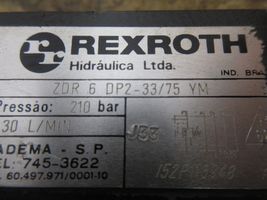 REXROTH
Hidráulica Ltda.
IND. BRA
ZDR 6 DP2-33/75 YM
Pressão: 210 bar
30 L/MIN
J33
ADEMA - S.P.
EL: 745-3622
60.497.971/0001-10